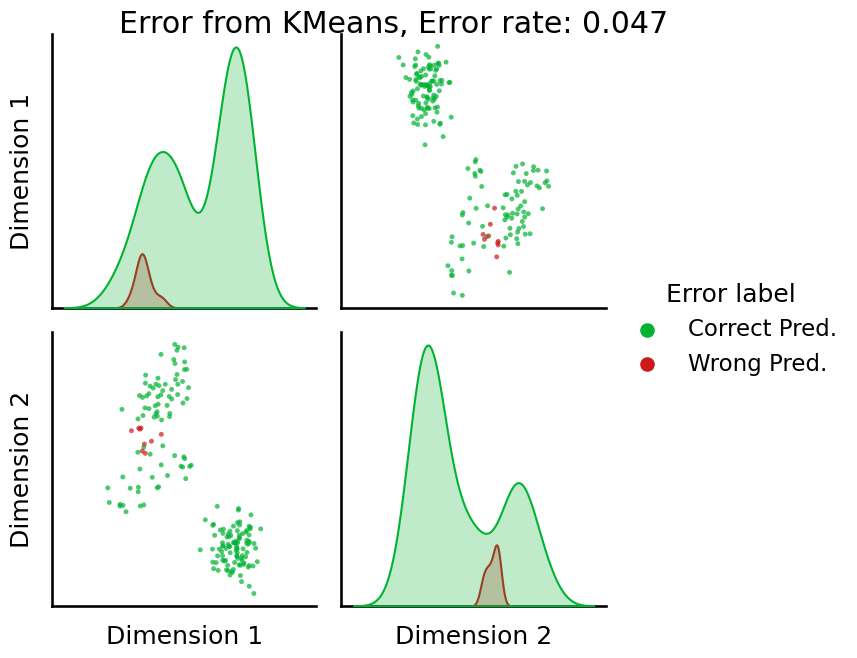 Error from KMeans, Error rate: 0.047
Dimension 1
Dimension 2
Dimension 1
Dimension 2
Error label
Correct Pred.
Wrong Pred.